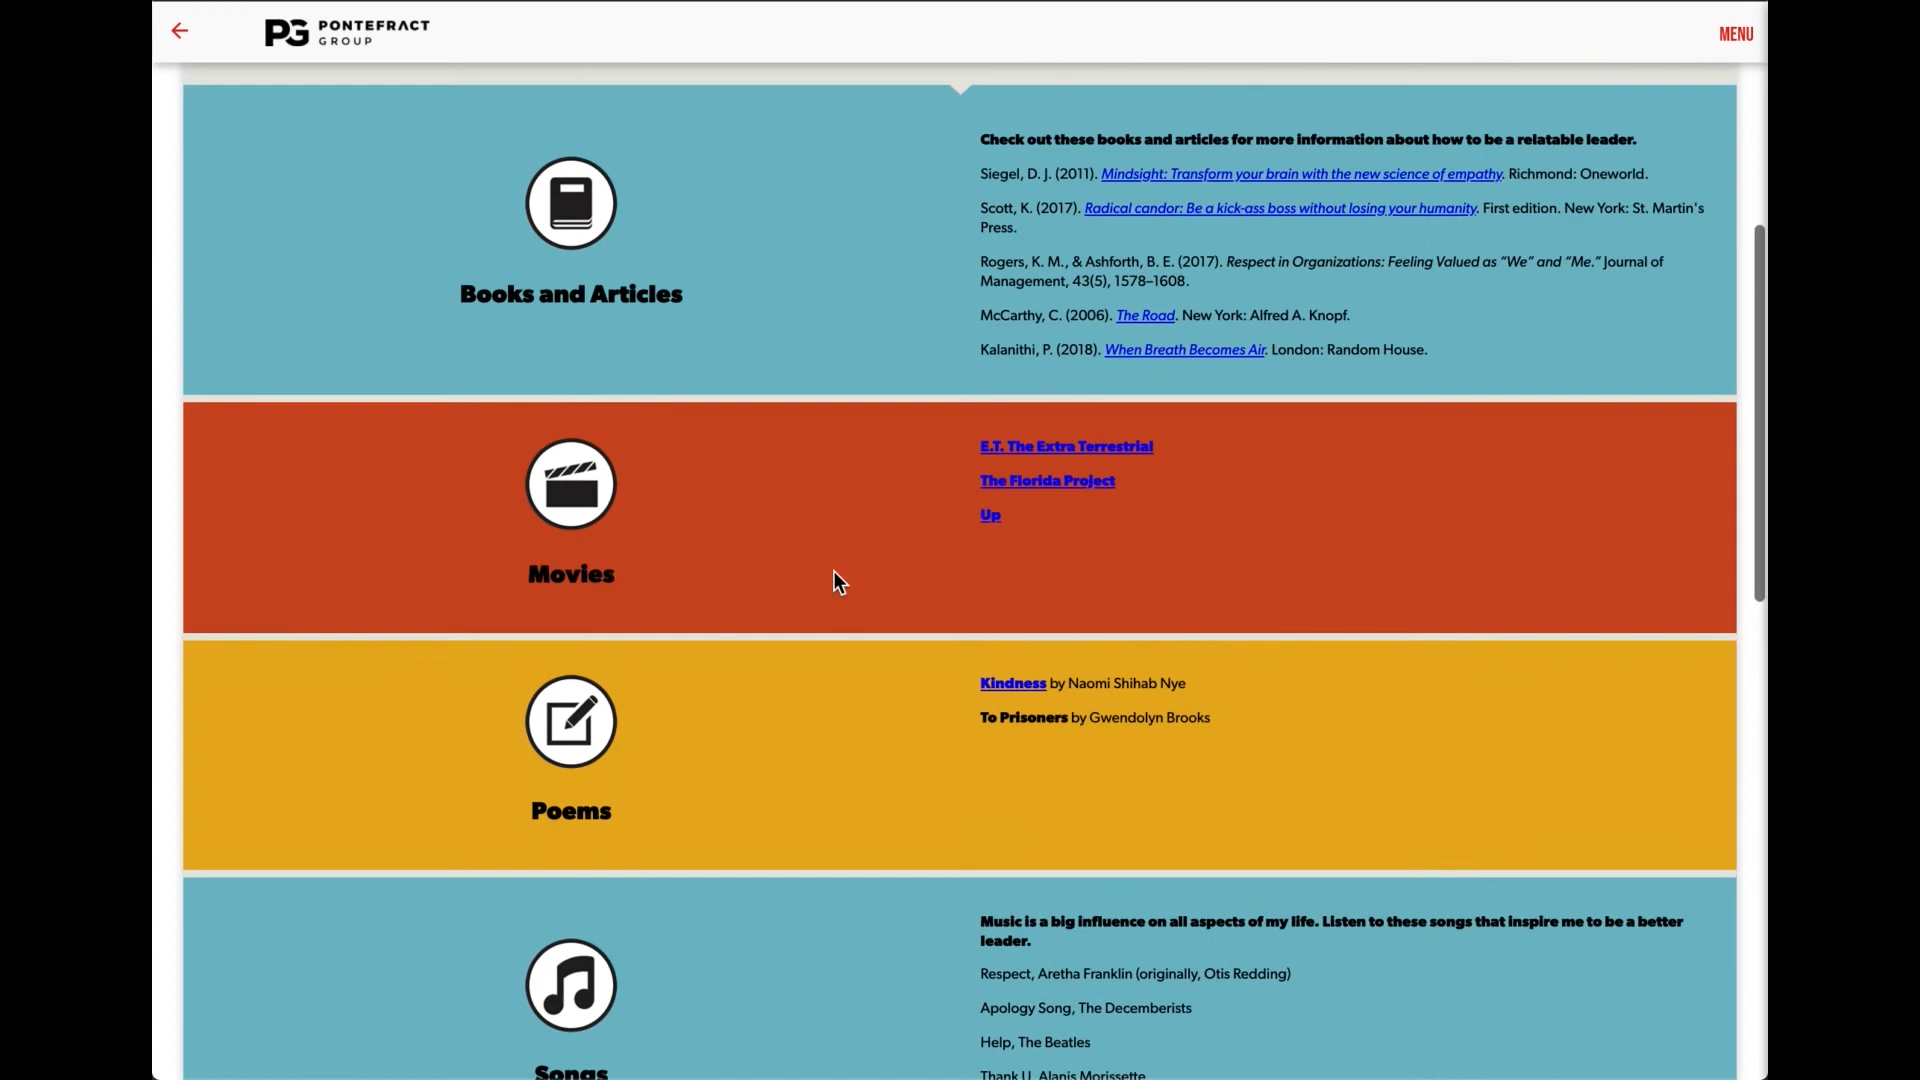 PG PONTEFRACT
GROUP
MENU
Check out these books and articles for more information about how to be a relatable leader.
Siegel, D. J. (2011). Mindsight: Transform your brain with the new science of empathy. Richmond: Oneworld.
Scott, K. (2017). Radical candor: Be a kick-ass boss without losing your humanity. First edition. New York: St. Martin's
Press.
Rogers, K. M., & Ashforth, B. E. (2017). Respect in Organizations: Feeling Valued as “We” and “Me.” Journal of
Management, 43(5), 1578–1608.
McCarthy, C. (2006). The Road. New York: Alfred A. Knopf.
Kalanithi, P. (2018). When Breath Becomes Air. London: Random House.
Books and Articles
E.T. The Extra Terrestrial
The Florida Project
Up
Movies
Kindness by Naomi Shihab Nye
To Prisoners by Gwendolyn Brooks
Poems
Music is a big influence on all aspects of my life. Listen to these songs that inspire me to be a better
leader.
Respect, Aretha Franklin (originally, Otis Redding)
Apology Song, The Decemberists
Help, The Beatles
Thank U, Alanis Morissette
Songs